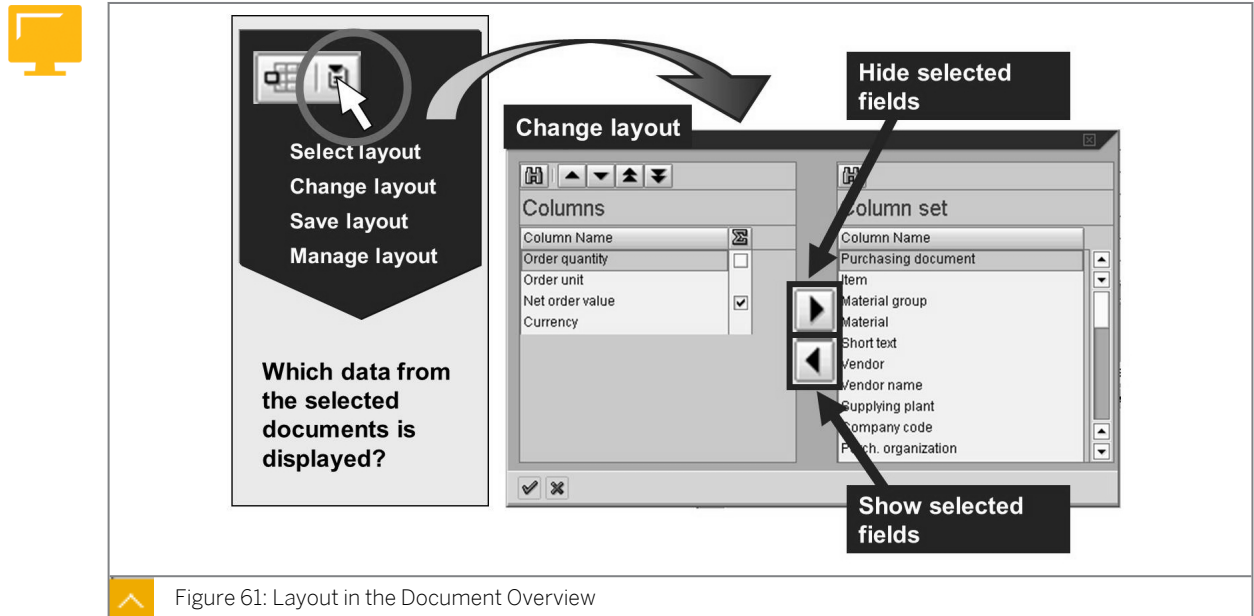 Select layout
Change layout
Save layout
Manage layout
Which data from
the selected
documents is
displayed?
Change layout
Hide selected
fields
Columns
Column Name
Order quantity
Order unit
Net order value
Currency
Column set
Column Name
Purchasing document
Item
Material group
Material
Short text
Vendor
Vendor name
Supplying plant
Company code
Purch. organization
Show selected
fields
Figure 61: Layout in the Document Overview